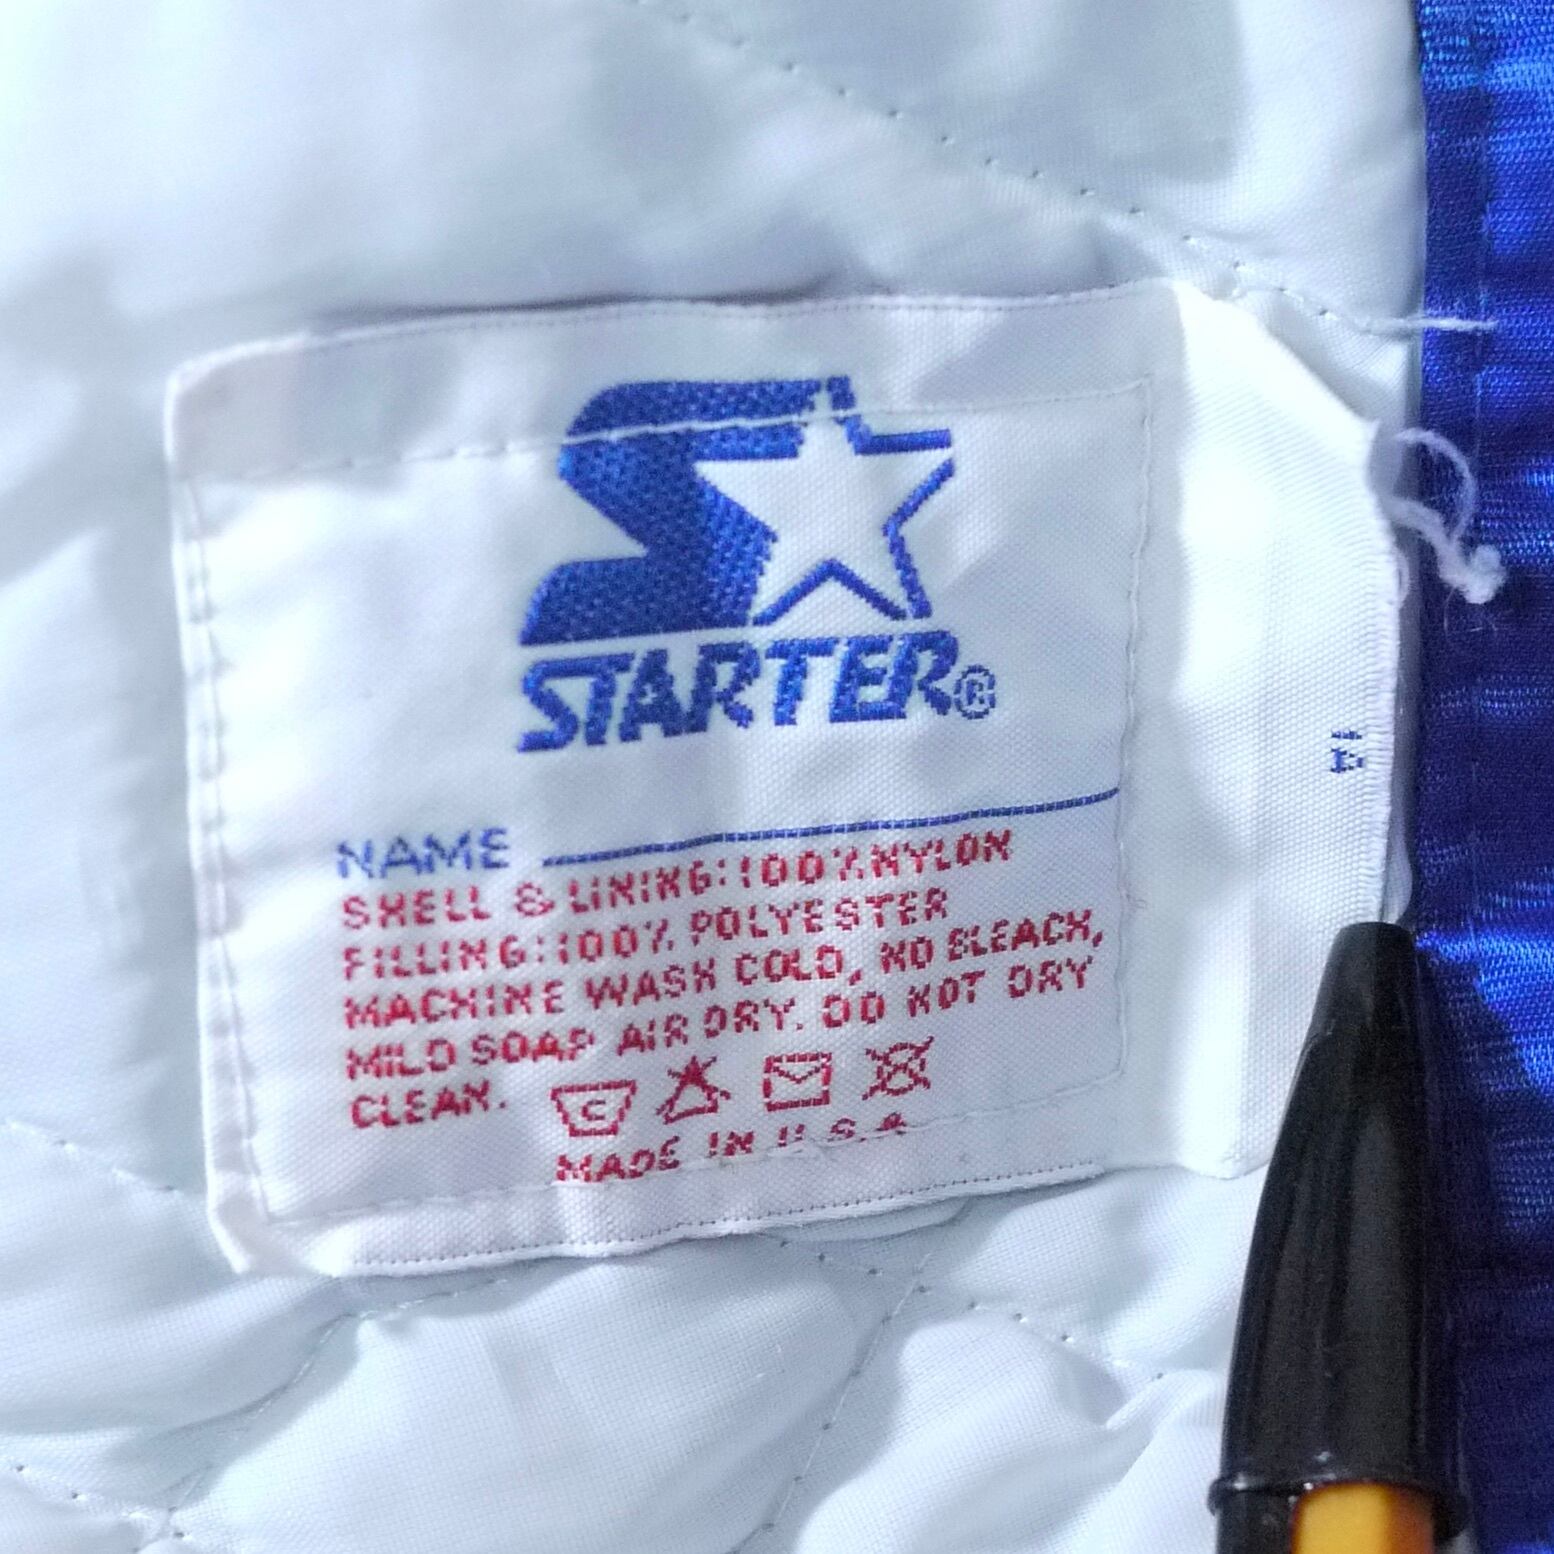 STARTER®
NAME
SHELL & LINING:100% NYLON
FILLING:100% POLYESTER
MACHINE WASH COLD, NO BLEACH,
MILD SOAP AIR DRY. DO NOT DRY
CLEAN. C
MADE IN U.S.A